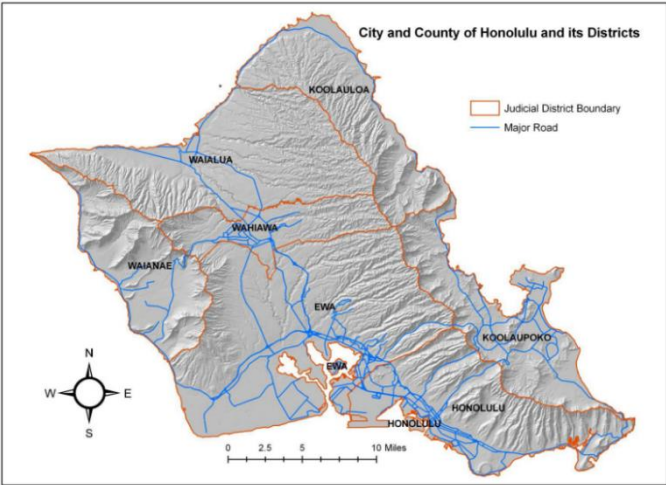 City and County of Honolulu and its Districts
KOOLAULOA
Judicial District Boundary
Major Road
WAIALUA
WAHIAWA
WAIANAE
EWA
KOOLAUPOKO
EWA
HONOLULU
HONOLULU
N
W E
S
0 2.5 5 10 Miles